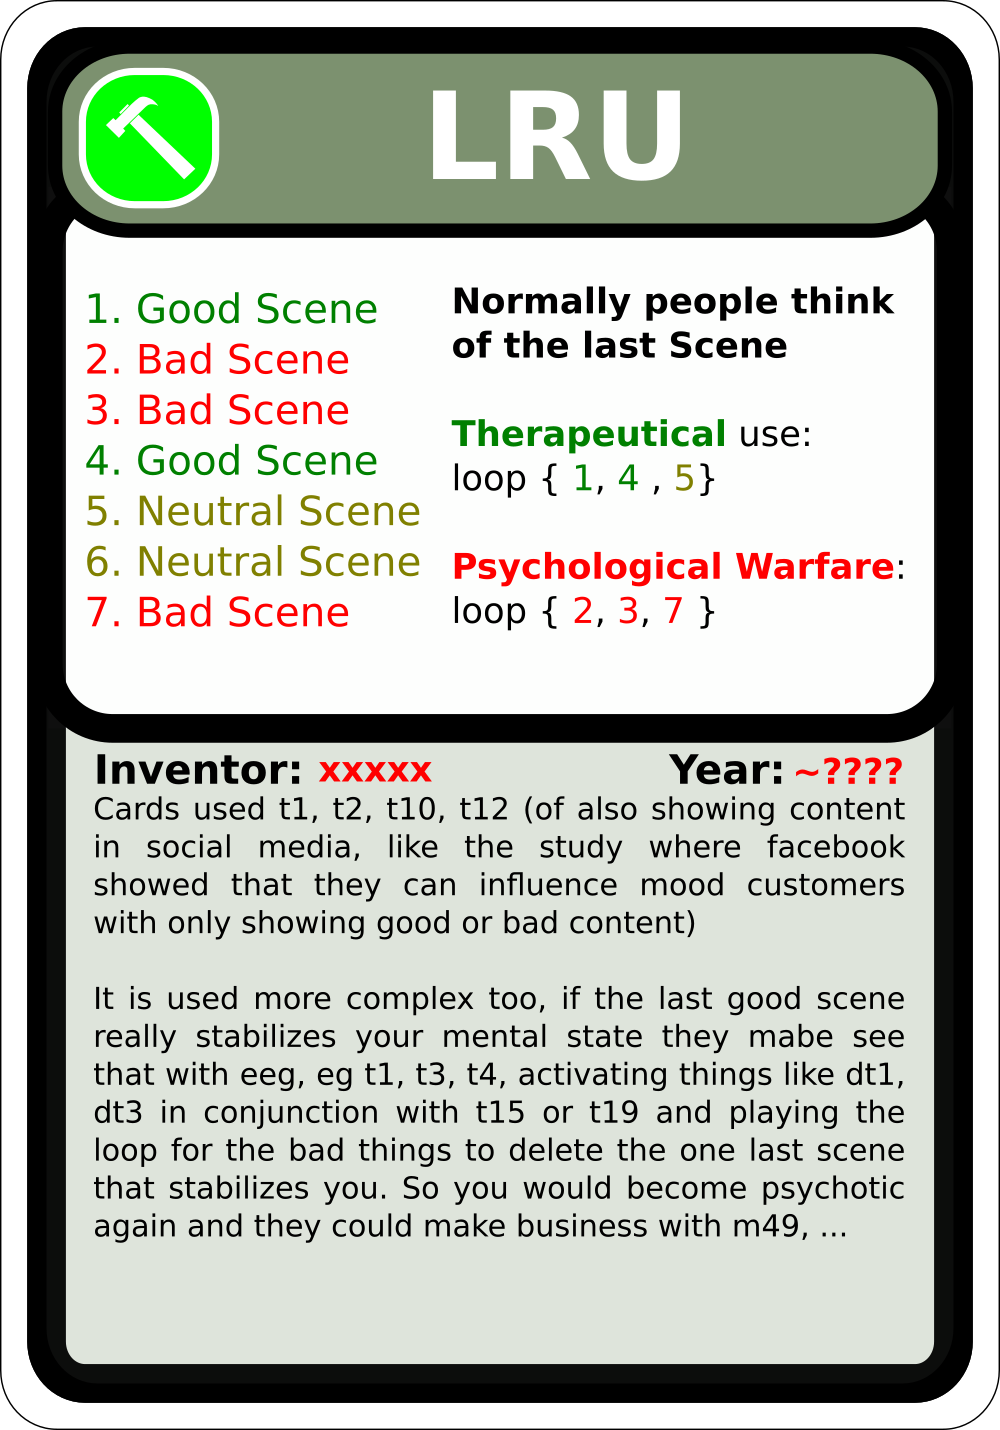 LRU
1. Good Scene
2. Bad Scene
3. Bad Scene
4. Good Scene
5. Neutral Scene
6. Neutral Scene
7. Bad Scene
Normally people think
of the last Scene
Therapeutical use:
loop { 1, 4 , 5}
Psychological Warfare:
loop { 2, 3, 7 }
Inventor: xxxxx
Year: ~????
Cards used t1, t2, t10, t12 (of also showing content
in social media, like the study where facebook
showed that they can influence mood customers
with only showing good or bad content)
It is used more complex too, if the last good scene
really stabilizes your mental state they mabe see
that with eeg, eg t1, t3, t4, activating things like dt1,
dt3 in conjunction with t15 or t19 and playing the
loop for the bad things to delete the one last scene
that stabilizes you. So you would become psychotic
again and they could make business with m49, ...